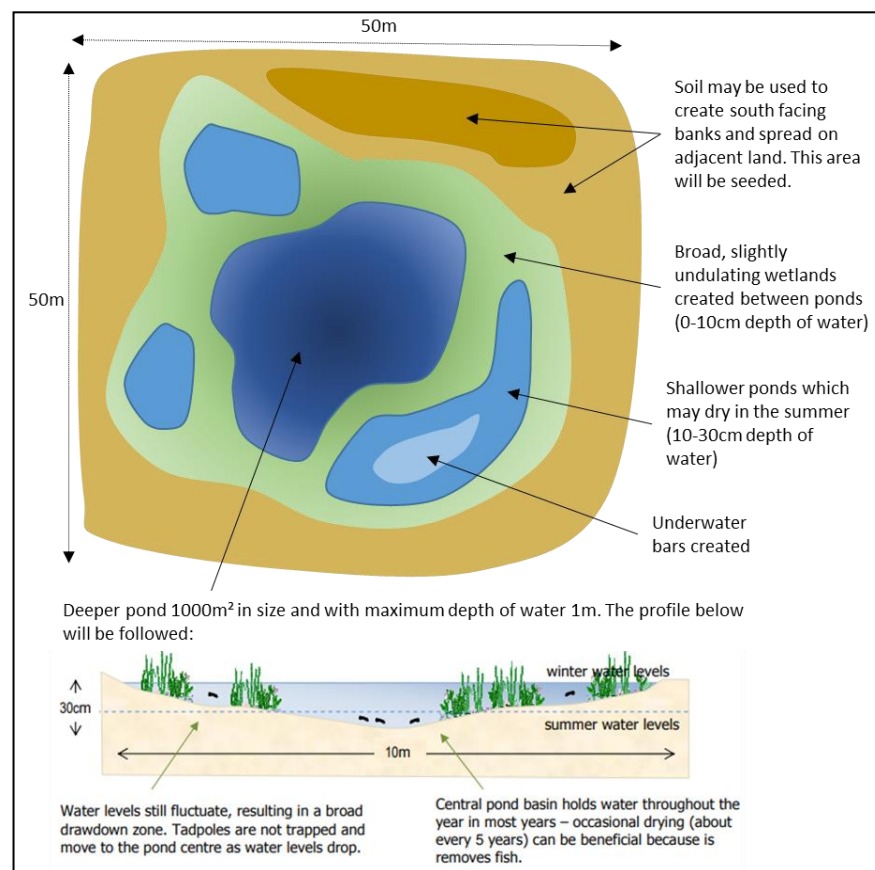 50m
Soil may be used to
create south facing
banks and spread on
adjacent land. This area
will be seeded.
Broad, slightly
undulating wetlands
created between ponds
(0-10cm depth of water)
50m
Shallower ponds which
may dry in the summer
(10-30cm depth of
water)
Underwater
bars created
Deeper pond 1000m² in size and with maximum depth of water 1m. The profile below
will be followed:
winter water levels
30cm
summer water levels
10m
Water levels still fluctuate, resulting in a broad
drawdown zone. Tadpoles are not trapped and
move to the pond centre as water levels drop.
Central pond basin holds water throughout the
year in most years – occasional drying (about
every 5 years) can be beneficial because is
removes fish.